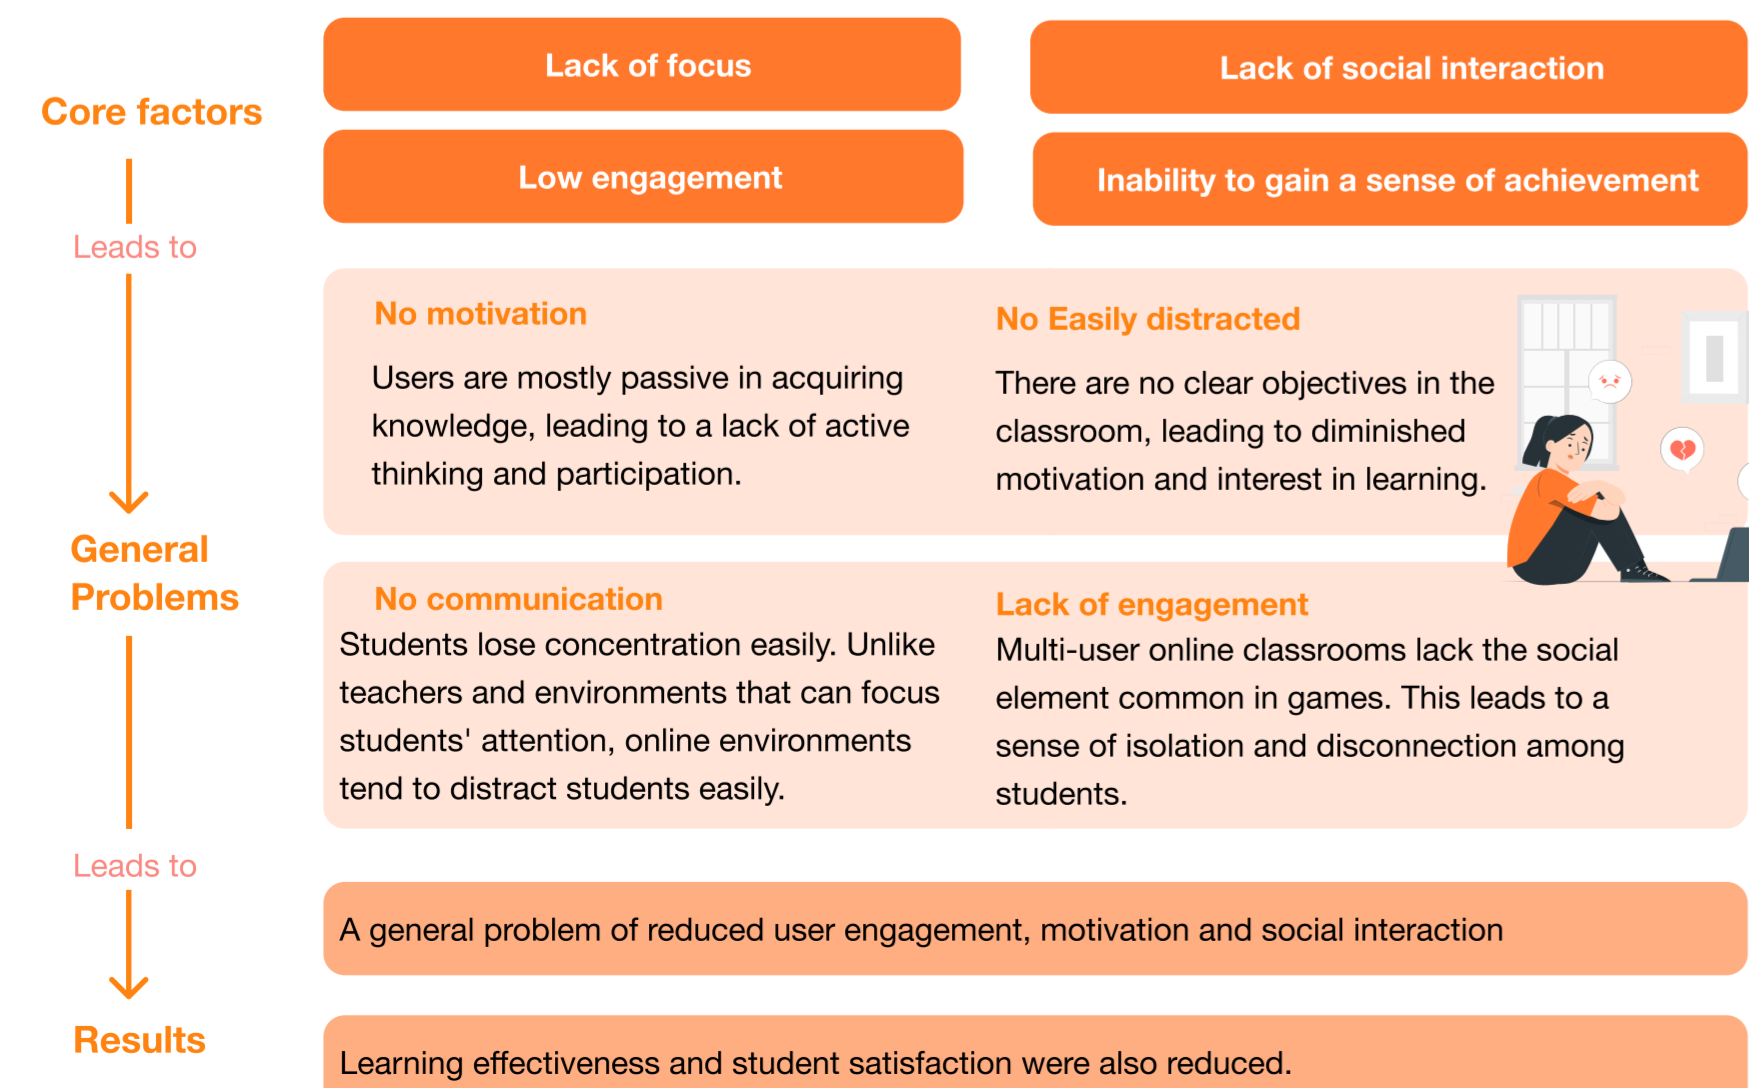 Core factors
Lack of focus
Lack of social interaction
Low engagement
Inability to gain a sense of achievement
Leads to
General
Problems
No motivation
Users are mostly passive in acquiring
knowledge, leading to a lack of active
thinking and participation.
No Easily distracted
There are no clear objectives in the
classroom, leading to diminished
motivation and interest in learning.
No communication
Students lose concentration easily. Unlike
teachers and environments that can focus
students' attention, online environments
tend to distract students easily.
Lack of engagement
Multi-user online classrooms lack the social
element common in games. This leads to a
sense of isolation and disconnection among
students.
Leads to
Results
A general problem of reduced user engagement, motivation and social interaction
Learning effectiveness and student satisfaction were also reduced.